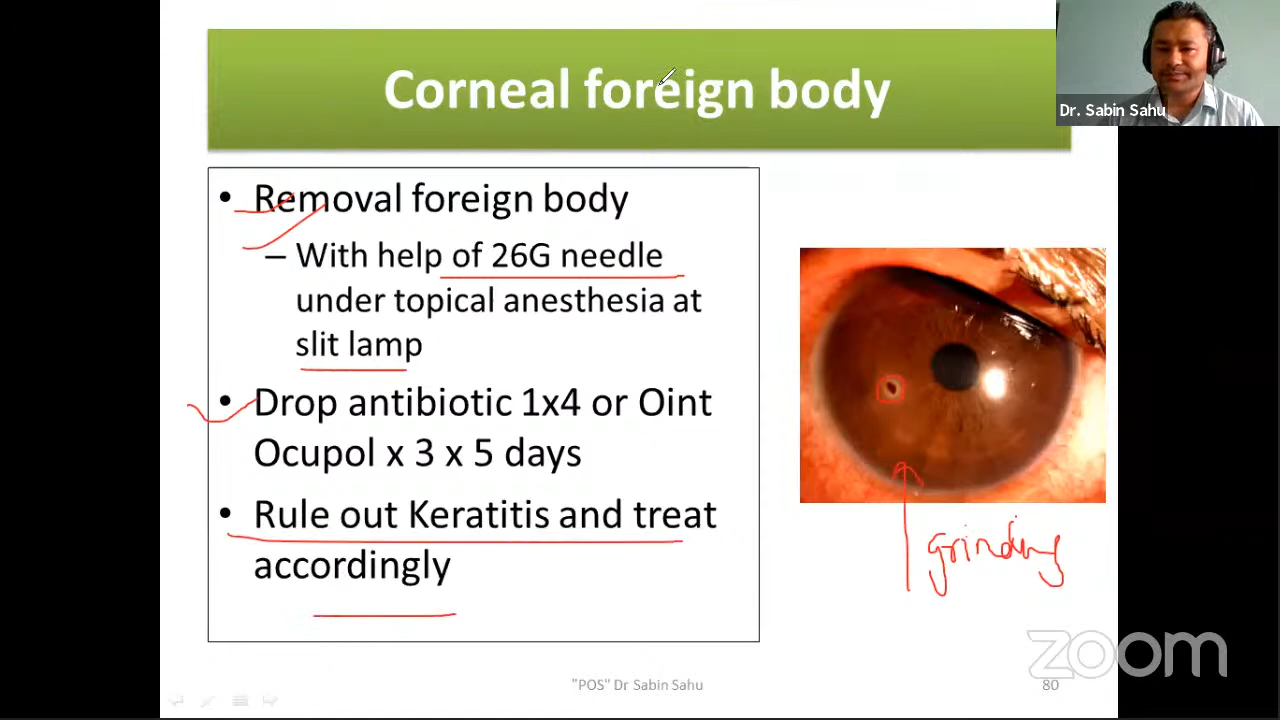 Corneal foreign body
Dr. Sabin Sahu
• Removal foreign body
– With help of 26G needle
under topical anesthesia at
slit lamp
• Drop antibiotic 1x4 or Oint
Ocupol x 3 x 5 days
• Rule out Keratitis and treat
accordingly
grinding
zoom
"POS" Dr Sabin Sahu
80